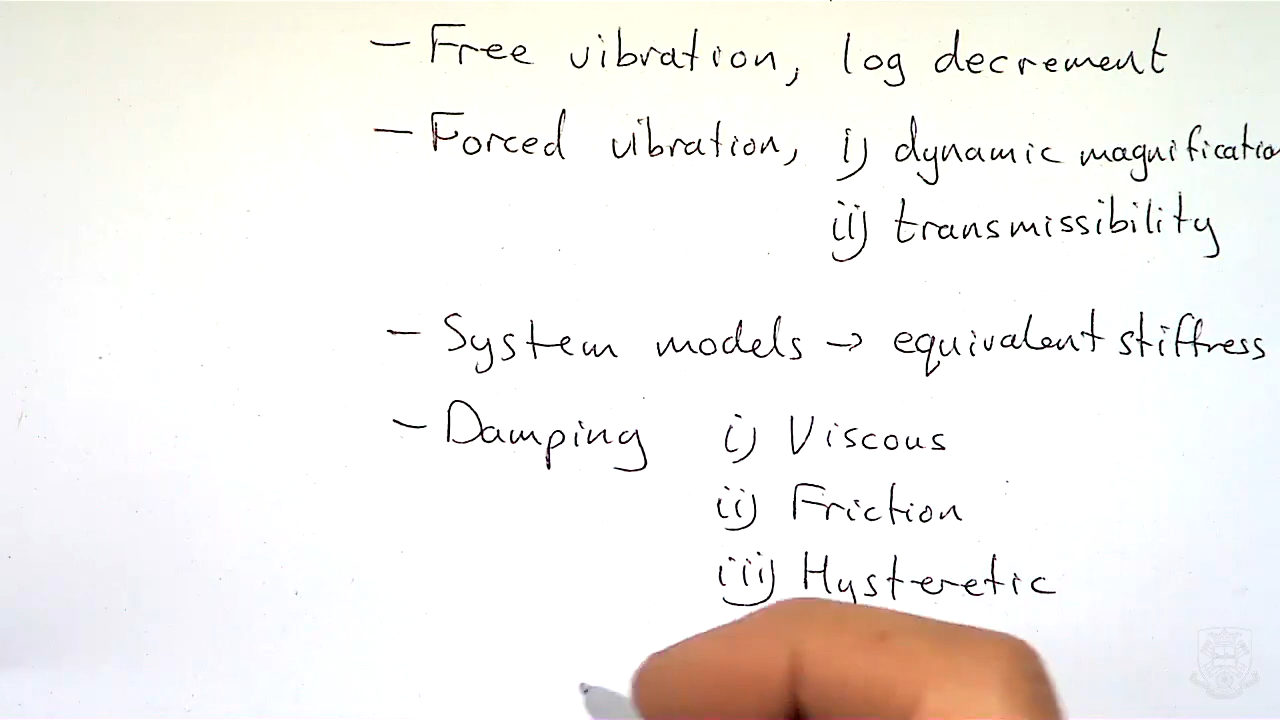 – Free vibration, log decrement
– Forced vibration, i) dynamic magnificatio
ii) transmissibility
– System models → equivalent stiffness
– Damping i) Viscous
ii) Friction
iii) Hysteretic